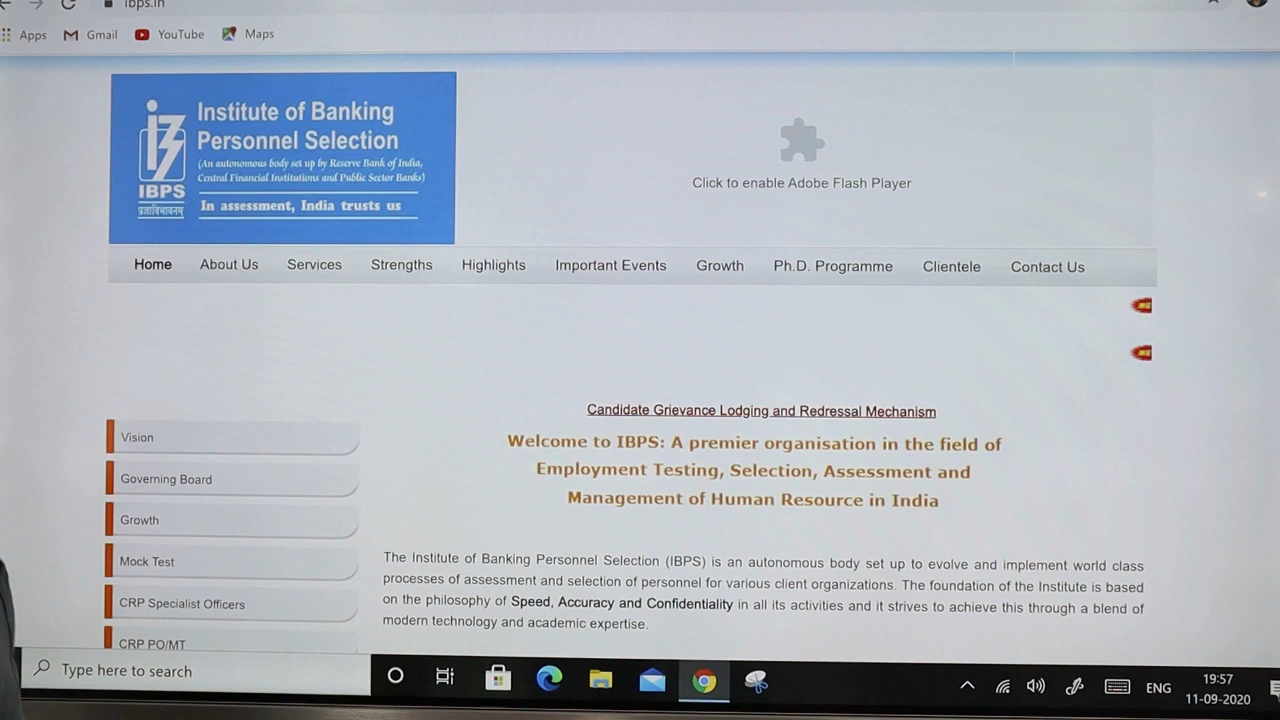 ibps.in
Apps Gmail YouTube Maps
Institute of Banking
Personnel Selection
(An autonomous body set up by Reserve Bank of India,
Central Financial Institutions and Public Sector Banks)
IBPS
In assessment, India trusts us
Click to enable Adobe Flash Player
Home About Us Services Strengths Highlights Important Events Growth Ph.D. Programme Clientele Contact Us
Candidate Grievance Lodging and Redressal Mechanism
Welcome to IBPS: A premier organisation in the field of
Employment Testing, Selection, Assessment and
Management of Human Resource in India
Vision
Governing Board
Growth
Mock Test
CRP Specialist Officers
CRP PO/MT
The Institute of Banking Personnel Selection (IBPS) is an autonomous body set up to evolve and implement world class
processes of assessment and selection of personnel for various client organizations. The foundation of the Institute is based
on the philosophy of Speed, Accuracy and Confidentiality in all its activities and it strives to achieve this through a blend of
modern technology and academic expertise.
Type here to search
ENG
19:57
11-09-2020